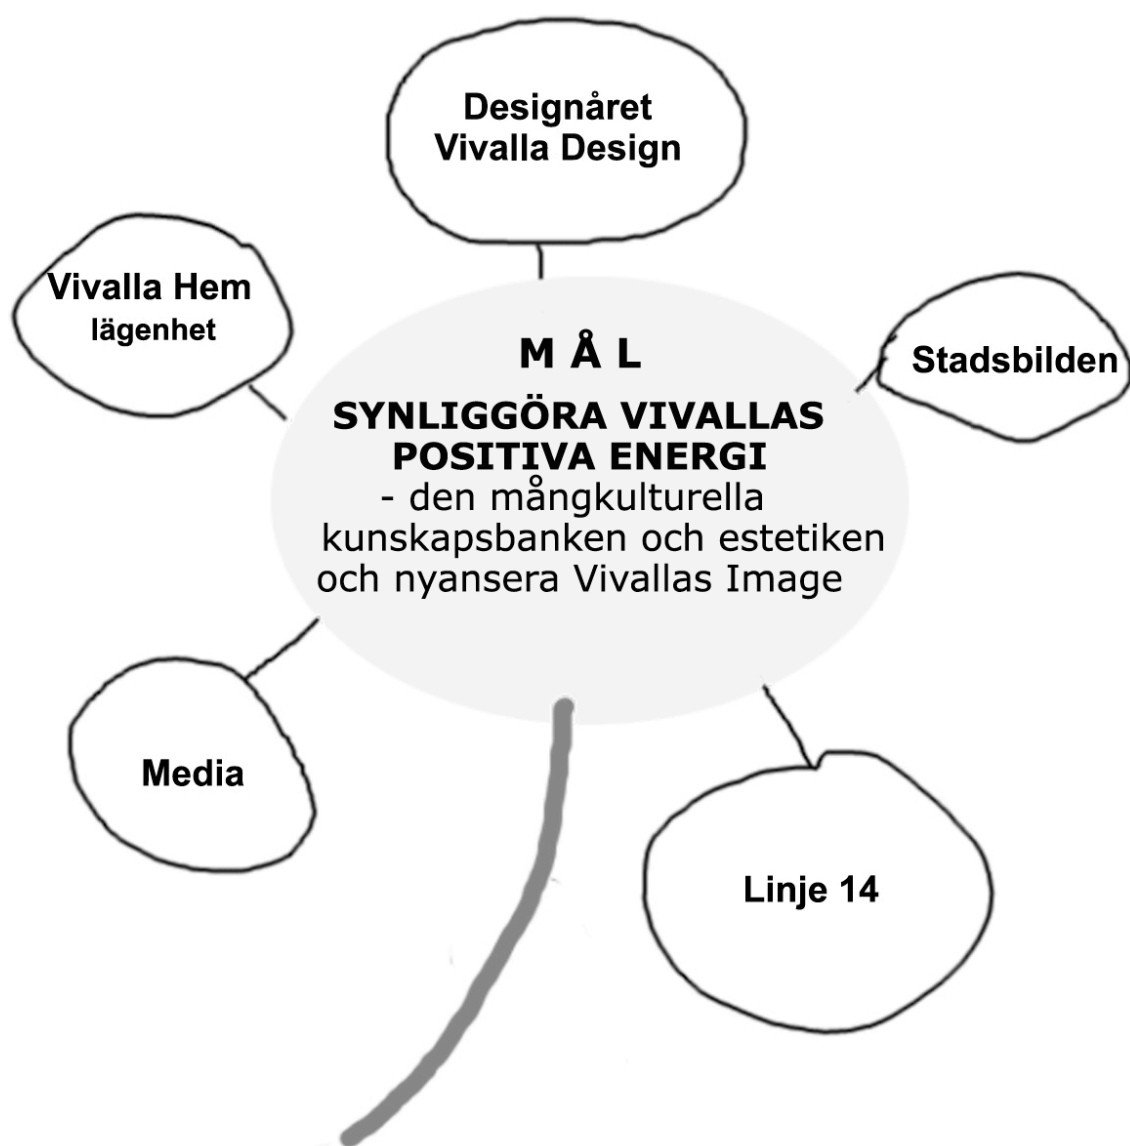 Designåret
Vivalla Design
Vivalla Hem
lägenhet
Stadsbilden
M Å L
SYNLIGGÖRA VIVALLAS
POSITIVA ENERGI
- den mångkulturella
kunskapsbanken och estetiken
och nyansera Vivallas Image
Media
Linje 14